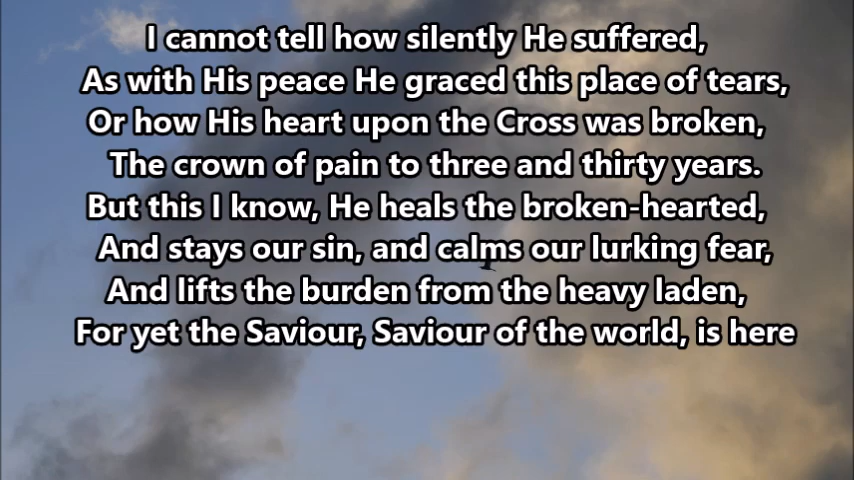 I cannot tell how silently He suffered,
As with His peace He graced this place of tears,
Or how His heart upon the Cross was broken,
The crown of pain to three and thirty years.
But this I know, He heals the broken-hearted,
And stays our sin, and calms our lurking fear,
And lifts the burden from the heavy laden,
For yet the Saviour, Saviour of the world, is here